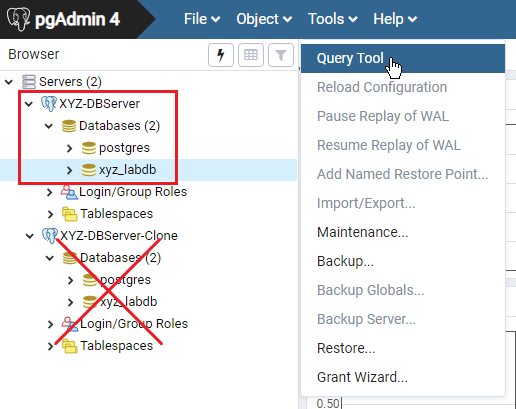 pgAdmin 4
File Object Tools Help
Browser
Servers (2)
XYZ-DBServer
Databases (2)
postgres
xyz_labdb
Login/Group Roles
Tablespaces
XYZ-DBServer-Clone
Databases (2)
postgres
xyz_labdb
Login/Group Roles
Tablespaces
Query Tool
Reload Configuration
Pause Replay of WAL
Resume Replay of WAL
Add Named Restore Point...
Import/Export...
Maintenance...
Backup...
Backup Globals...
Backup Server...
Restore...
Grant Wizard...
0.50